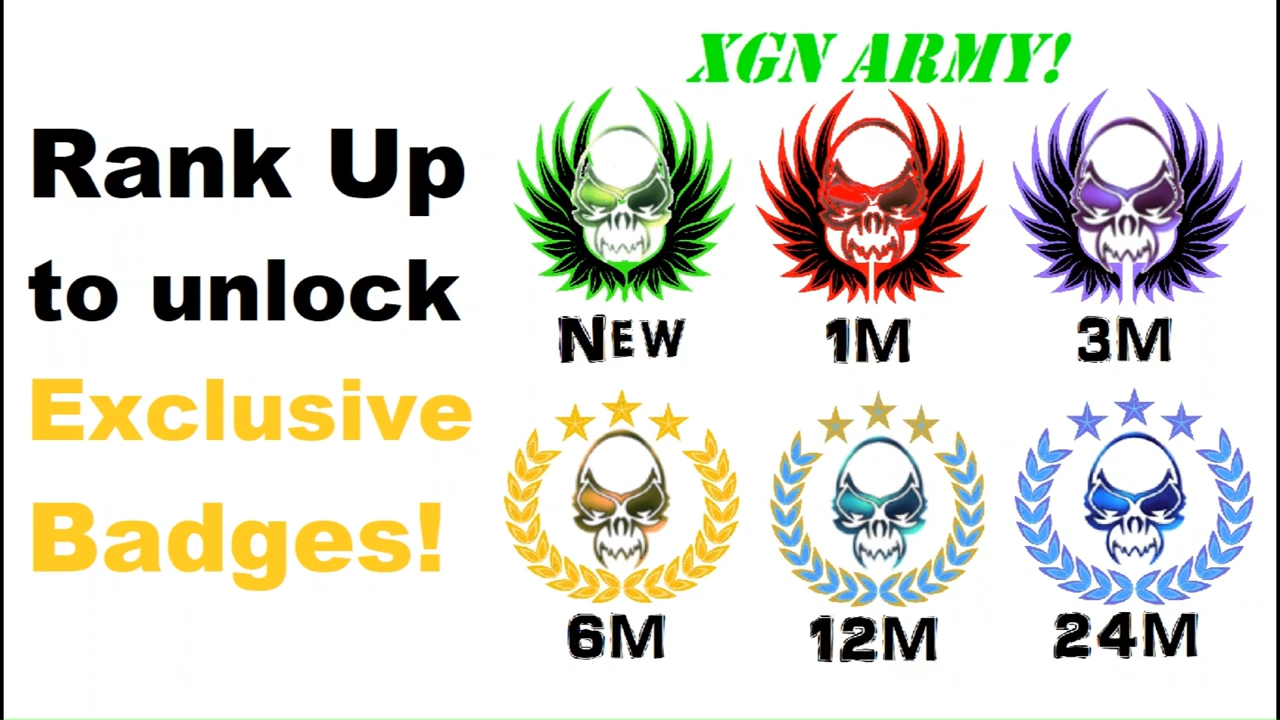 Rank Up
to unlock
Exclusive
Badges!
XGN ARMY!
NEW
1M
3M
6M
12M
24M